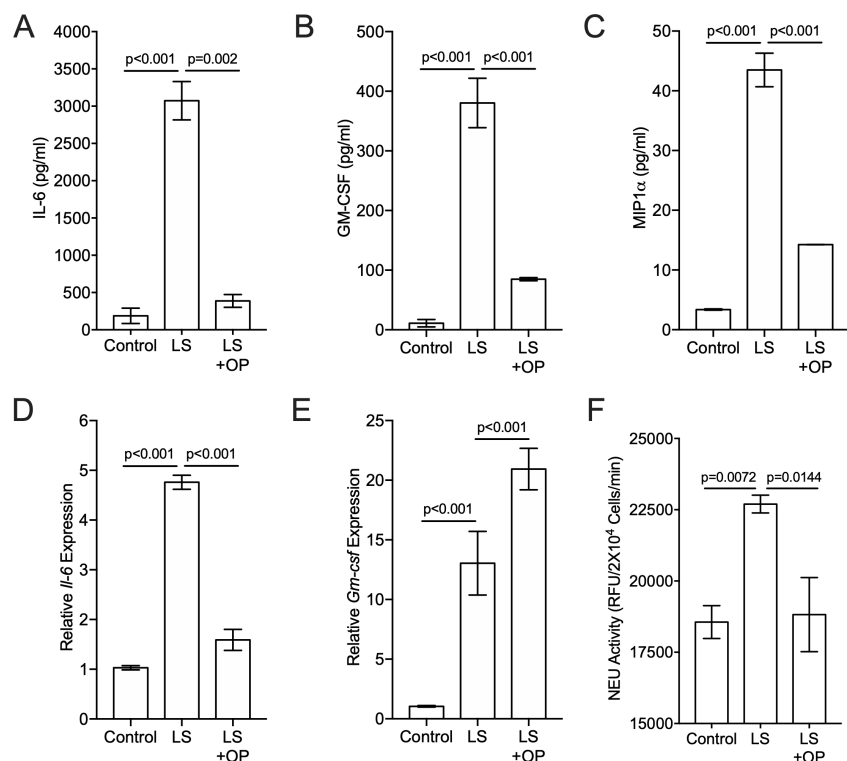 A
IL-6 (pg/ml)
4000
3500
3000
2500
2000
1500
1000
500
0
p<0.001 p=0.002
Control LS LS
+OP
B
GM-CSF (pg/ml)
500
400
300
200
100
0
p<0.001 p<0.001
Control LS LS
+OP
C
MIP1α (pg/ml)
50
40
30
20
10
0
p<0.001 p<0.001
Control LS LS
+OP
D
Relative Il-6 Expression
6
5
4
3
2
1
0
p<0.001 p<0.001
Control LS LS
+OP
E
Relative Gm-csf Expression
25
20
15
10
5
0
p<0.001
p<0.001
Control LS LS
+OP
F
NEU Activity (RFU/2X10⁴ Cells/min)
25000
22500
20000
17500
15000
p=0.0072 p=0.0144
Control LS LS
+OP